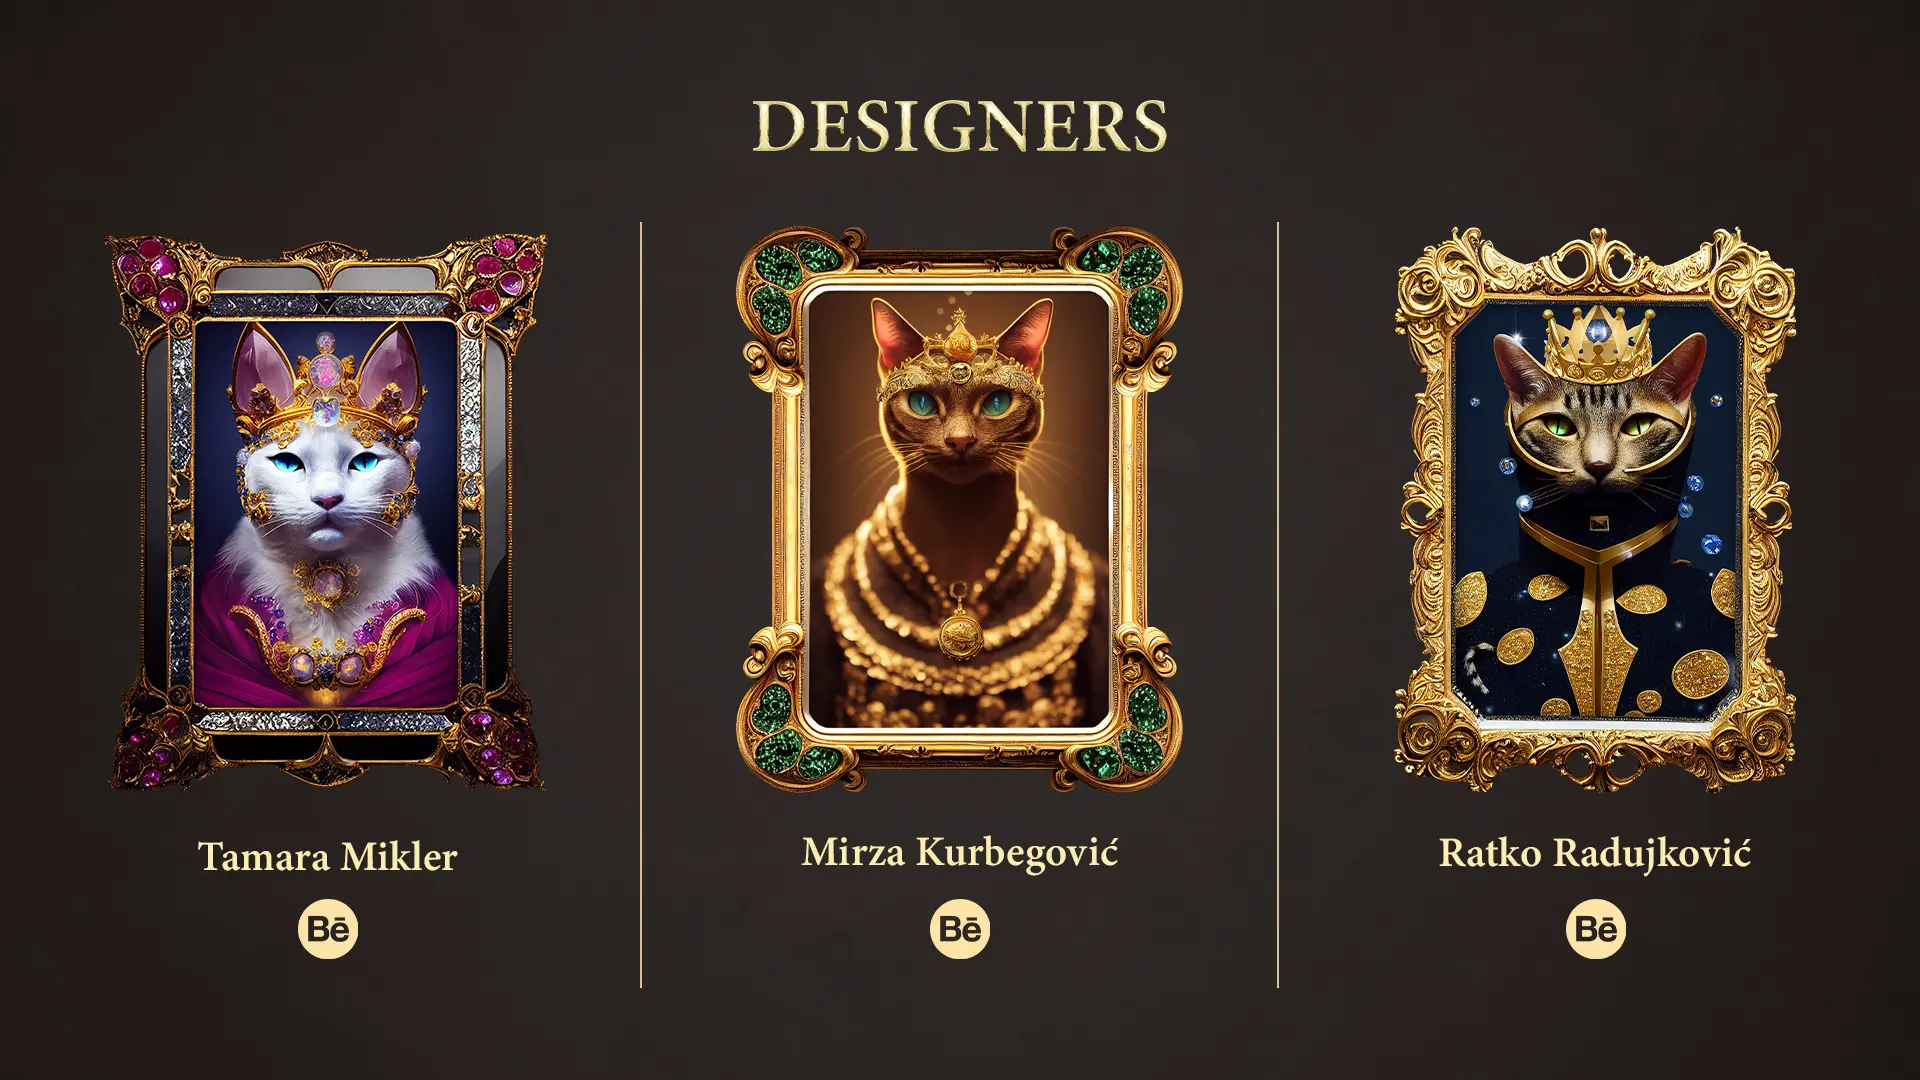 DESIGNERS
Tamara Mikler
Bē
Mirza Kurbegović
Bē
Ratko Radujković
Bē